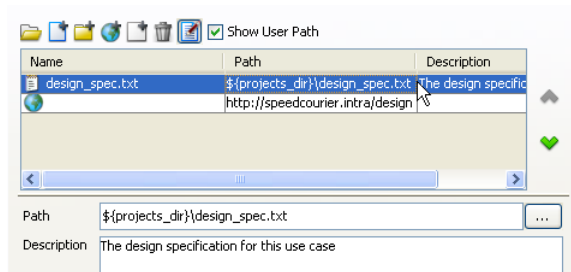 Show User Path
Name Path Description
design_spec.txt ${projects_dir}\design_spec.txt The design specific
http://speedcourier.intra/design
Path ${projects_dir}\design_spec.txt ...
Description The design specification for this use case